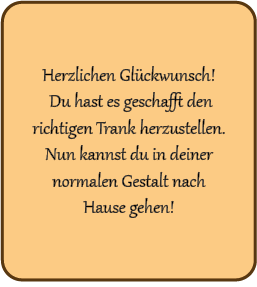 Herzlichen Glückwunsch!
Du hast es geschafft den
richtigen Trank herzustellen.
Nun kannst du in deiner
normalen Gestalt nach
Hause gehen!